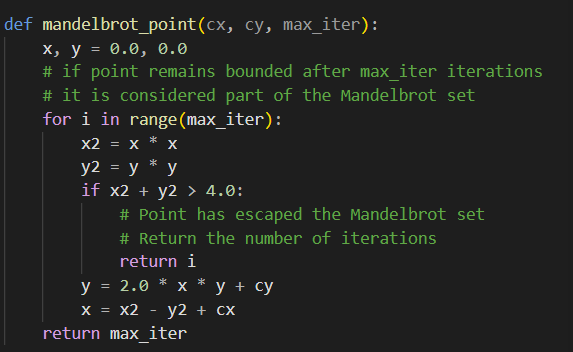 def mandelbrot_point(cx, cy, max_iter):
    x, y = 0.0, 0.0
    # if point remains bounded after max_iter iterations
    # it is considered part of the Mandelbrot set
    for i in range(max_iter):
        x2 = x * x
        y2 = y * y
        if x2 + y2 > 4.0:
            # Point has escaped the Mandelbrot set
            # Return the number of iterations
            return i
        y = 2.0 * x * y + cy
        x = x2 - y2 + cx
    return max_iter